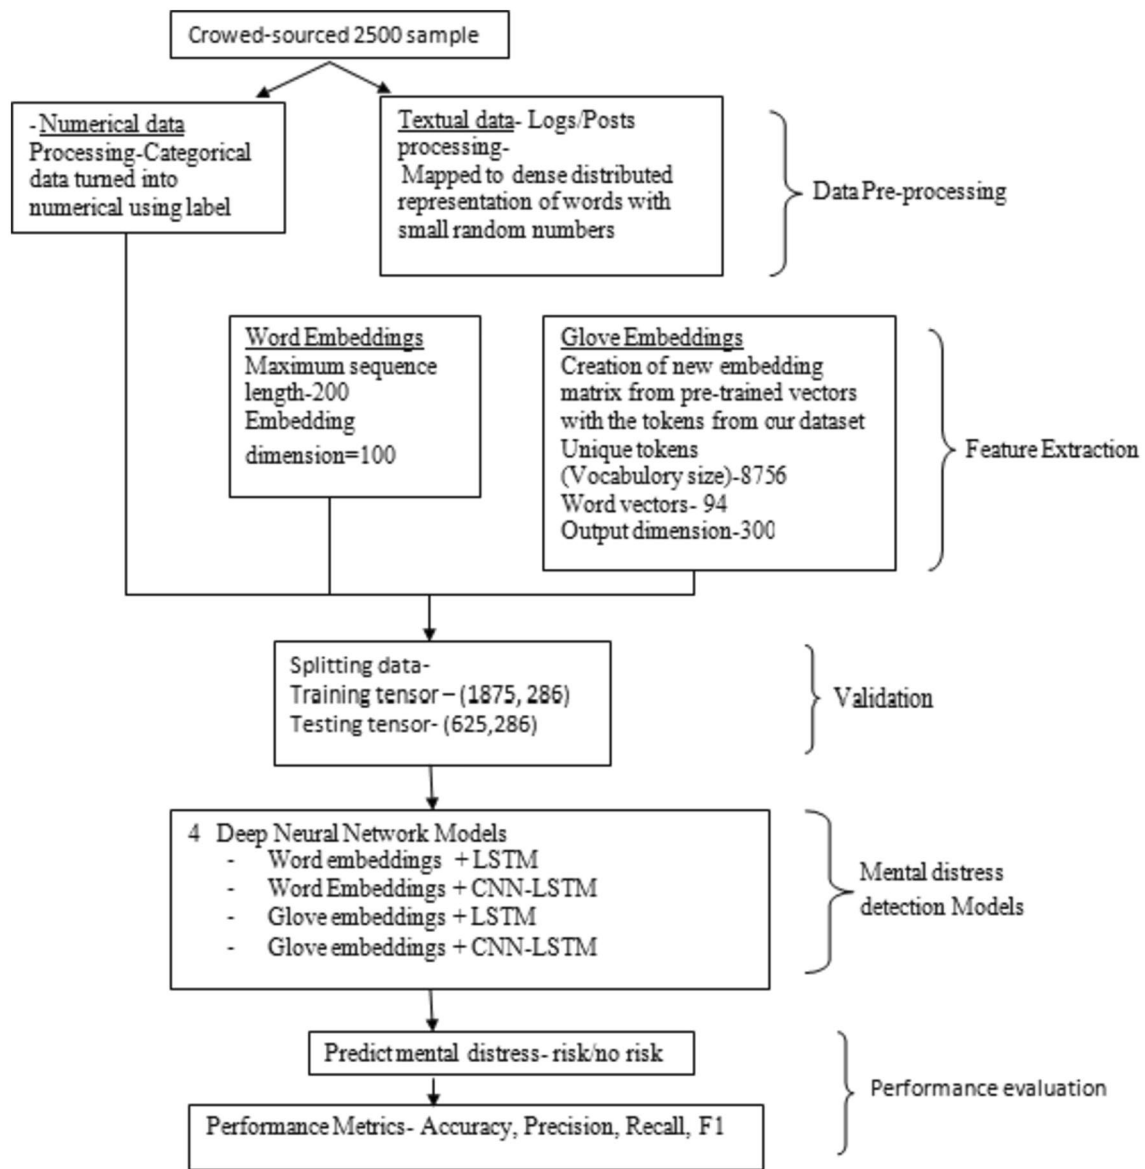 Crowed-sourced 2500 sample
- Numerical data
Processing-Categorical
data turned into
numerical using label
Textual data- Logs/Posts
processing-
Mapped to dense distributed
representation of words with
small random numbers
Data Pre-processing
Word Embeddings
Maximum sequence
length-200
Embedding
dimension=100
Glove Embeddings
Creation of new embedding
matrix from pre-trained vectors
with the tokens from our dataset
Unique tokens
(Vocabulory size)-8756
Word vectors- 94
Output dimension-300
Feature Extraction
Splitting data-
Training tensor – (1875, 286)
Testing tensor- (625,286)
Validation
4 Deep Neural Network Models
- Word embeddings + LSTM
- Word Embeddings + CNN-LSTM
- Glove embeddings + LSTM
- Glove embeddings + CNN-LSTM
Mental distress
detection Models
Predict mental distress- risk/no risk
Performance Metrics- Accuracy, Precision, Recall, F1
Performance evaluation